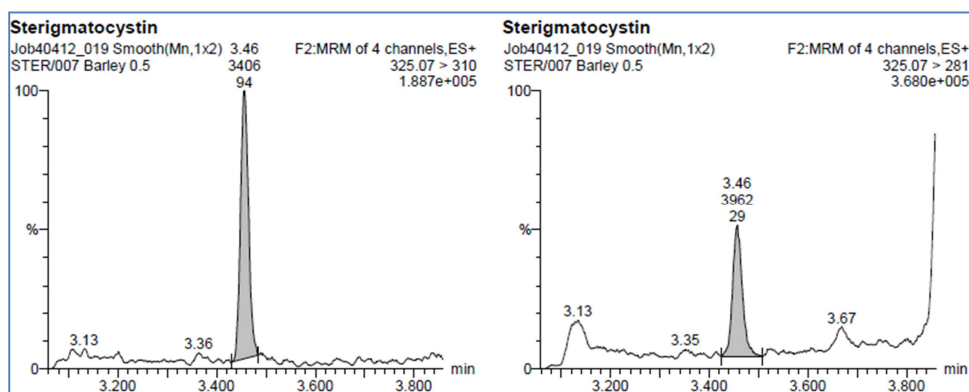 Sterigmatocystin
Job40412_019 Smooth(Mn,1x2) 3.46 F2:MRM of 4 channels,ES+
STER/007 Barley 0.5 3406 325.07 > 310
94 1.887e+005
100
%
3.13
3.36
0
3.200 3.400 3.600 3.800 min
Sterigmatocystin
Job40412_019 Smooth(Mn,1x2) F2:MRM of 4 channels,ES+
STER/007 Barley 0.5 325.07 > 281
3.680e+005
100
3.46
3962
29
%
3.13
3.35
3.67
0
3.200 3.400 3.600 3.800 min